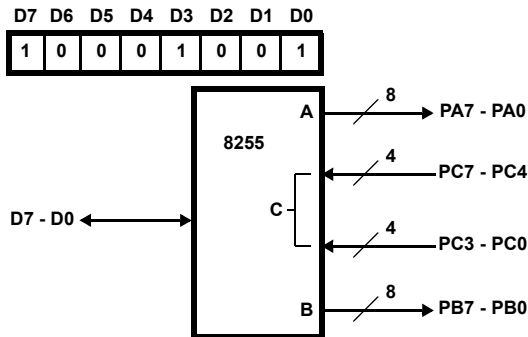 D7 D6 D5 D4 D3 D2 D1 D0
1 0 0 0 1 0 0 1
A 8 PA7 - PA0
8255
4 PC7 - PC4
C
D7 - D0
4 PC3 - PC0
B 8 PB7 - PB0